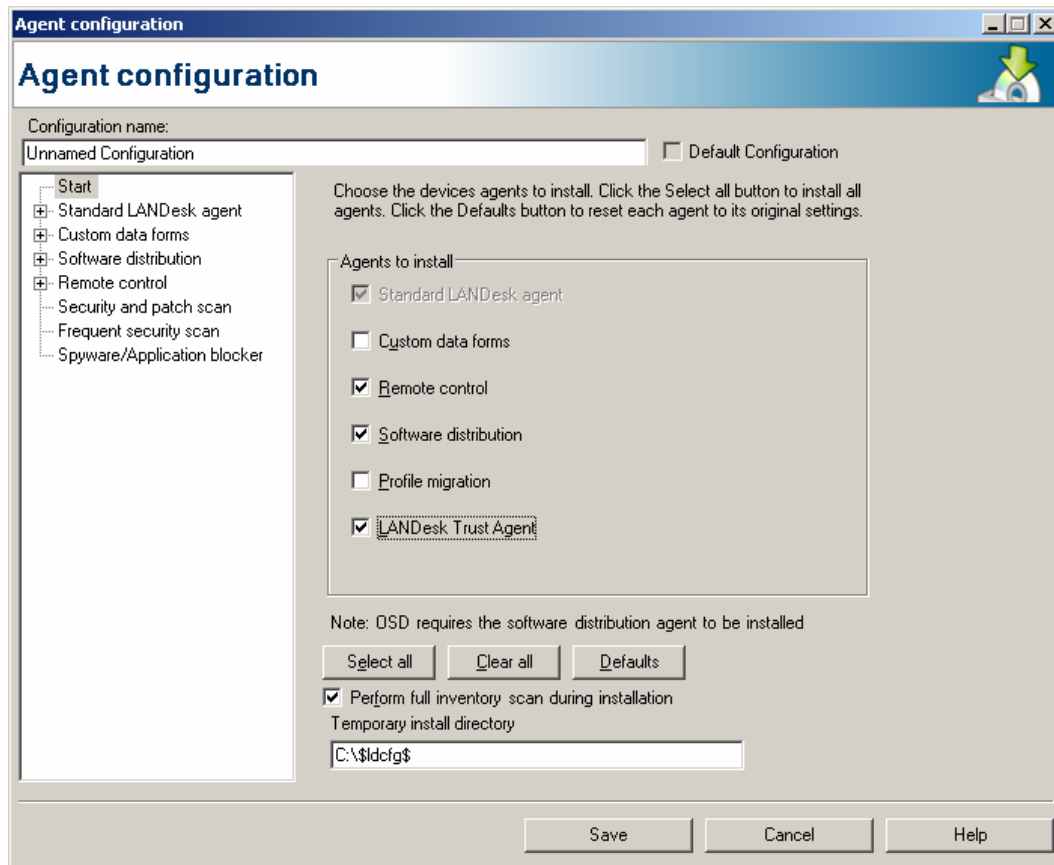 Agent configuration
Agent configuration
Configuration name:
Unnamed Configuration
Default Configuration
Start
Standard LANDesk agent
Custom data forms
Software distribution
Remote control
Security and patch scan
Frequent security scan
Spyware/Application blocker
Choose the devices agents to install. Click the Select all button to install all
agents. Click the Defaults button to reset each agent to its original settings.
Agents to install
Standard LANDesk agent
Custom data forms
Remote control
Software distribution
Profile migration
LANDesk Trust Agent
Note: OSD requires the software distribution agent to be installed
Select all
Clear all
Defaults
Perform full inventory scan during installation
Temporary install directory
C:\$ldcfg$
Save
Cancel
Help